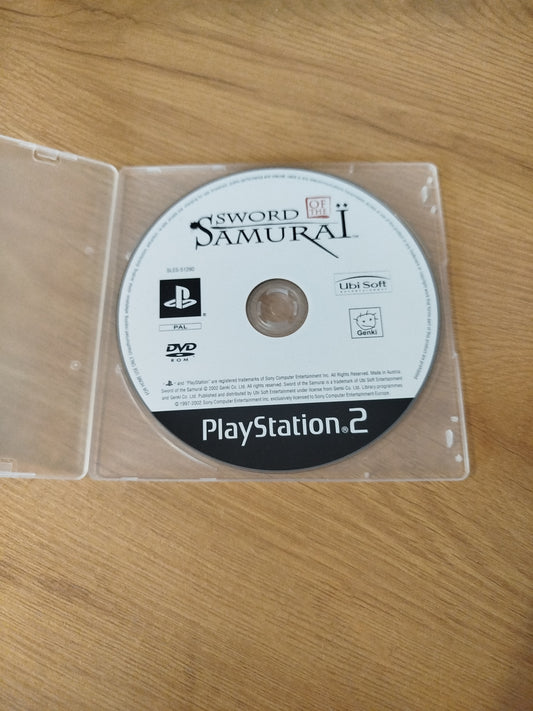 SWORD OF THE
SAMURAÏ™
SLES-51390
PAL
Ubi Soft
ENTERTAINMENT
Genki
DVD
ROM
and "PlayStation" are registered trademarks of Sony Computer Entertainment Inc. All rights reserved. Made in Austria.
Sword of the Samurai © 2002 Genki Co. Ltd. All rights reserved. Sword of the Samurai is a trademark of Ubi Soft Entertainment
and Genki Co. Ltd. Published and distributed by Ubi Soft Entertainment under license from Genki Co. Ltd. Library programmes
© 1997-2002 Sony Computer Entertainment Inc. exclusively licensed to Sony Computer Entertainment Europe.
PlayStation®2